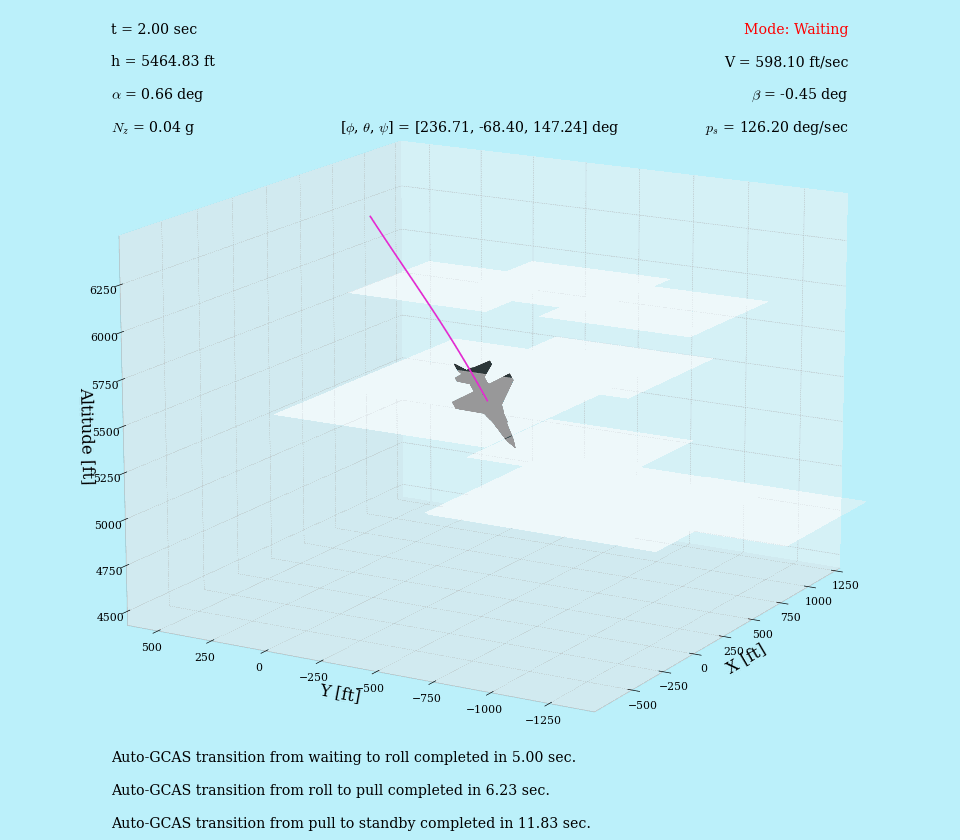 t = 2.00 sec
Mode: Waiting
h = 5464.83 ft
V = 598.10 ft/sec
α = 0.66 deg
β = -0.45 deg
N_z = 0.04 g
[ϕ, θ, ψ] = [236.71, -68.40, 147.24] deg
p_s = 126.20 deg/sec
6250
6000
5750
5500
5250
5000
4750
4500
Altitude [ft]
500
250
0
−250
−500
−750
−1000
−1250
Y [ft]
−500
−250
0
250
500
750
1000
1250
X [ft]
Auto-GCAS transition from waiting to roll completed in 5.00 sec.
Auto-GCAS transition from roll to pull completed in 6.23 sec.
Auto-GCAS transition from pull to standby completed in 11.83 sec.